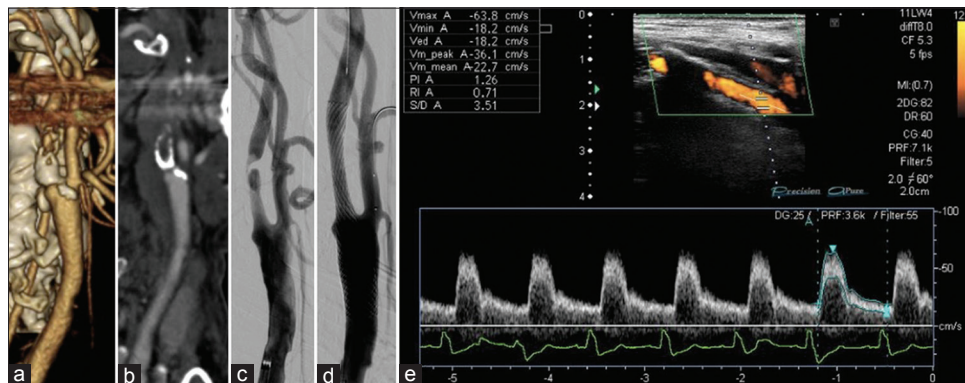 Vmax A -63.8 cm/s
Vmin A -18.2 cm/s
Ved A -18.2 cm/s
Vm_peak A-36.1 cm/s
Vm_mean A-22.7 cm/s
PI A 1.26
RI A 0.71
S/D A 3.51
0
1
2
3
4
11LW4
diffT8.0
CF 5.3
5 fps
MI:(0.7)
2DG:82
DR:60
CG:40
PRF:7.1k
Filter:5
2.0 ≠ 60°
2.0cm
12
Precision APure
DG:25 / PRF:3.6k / Filter:55
A
-100
-50
cm/s
-5
-4
-3
-2
-1
a
b
c
d
e